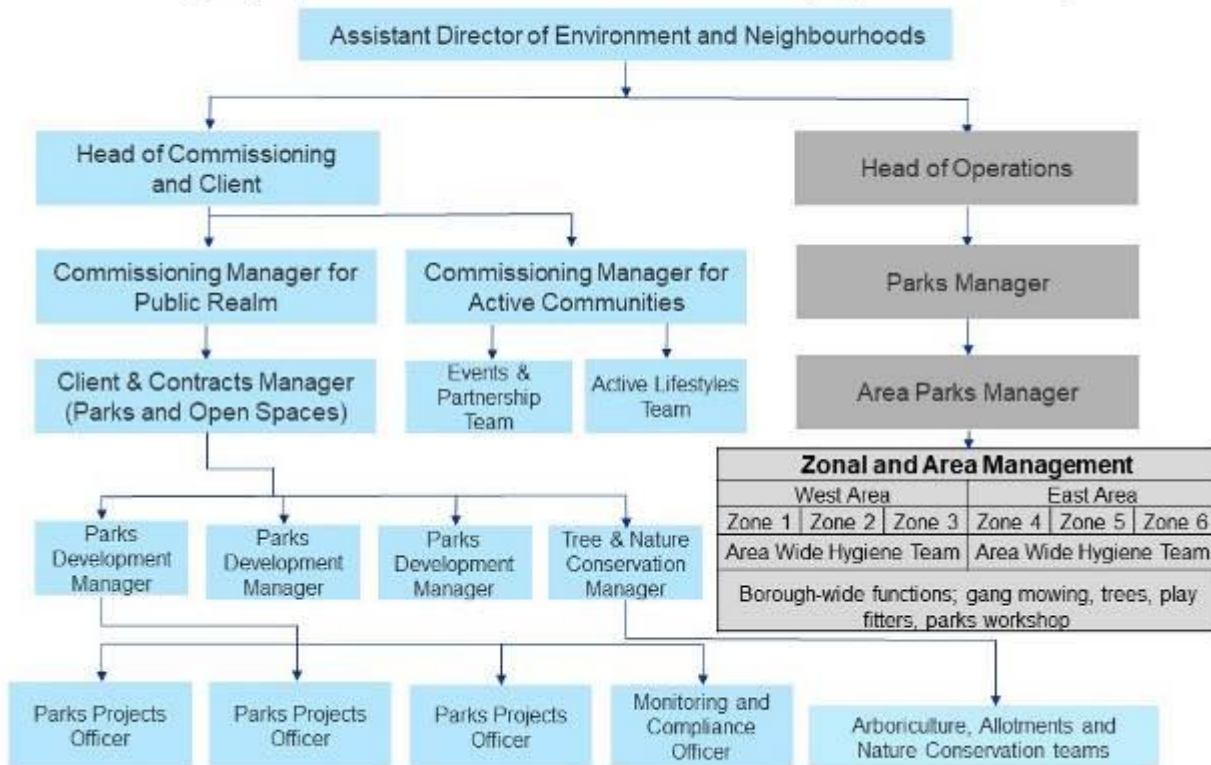 Assistant Director of Environment and Neighbourhoods
Head of Commissioning
and Client
Head of Operations
Commissioning Manager for
Public Realm
Commissioning Manager for
Active Communities
Parks Manager
Client & Contracts Manager
(Parks and Open Spaces)
Events &
Partnership
Team
Active Lifestyles
Team
Area Parks Manager
Zonal and Area Management
West Area
East Area
Zone 1
Zone 2
Zone 3
Zone 4
Zone 5
Zone 6
Area Wide Hygiene Team
Area Wide Hygiene Team
Borough-wide functions; gang mowing, trees, play
fitters, parks workshop
Parks
Development
Manager
Parks
Development
Manager
Parks
Development
Manager
Tree & Nature
Conservation
Manager
Parks Projects
Officer
Parks Projects
Officer
Parks Projects
Officer
Monitoring and
Compliance
Officer
Arboriculture, Allotments and
Nature Conservation teams